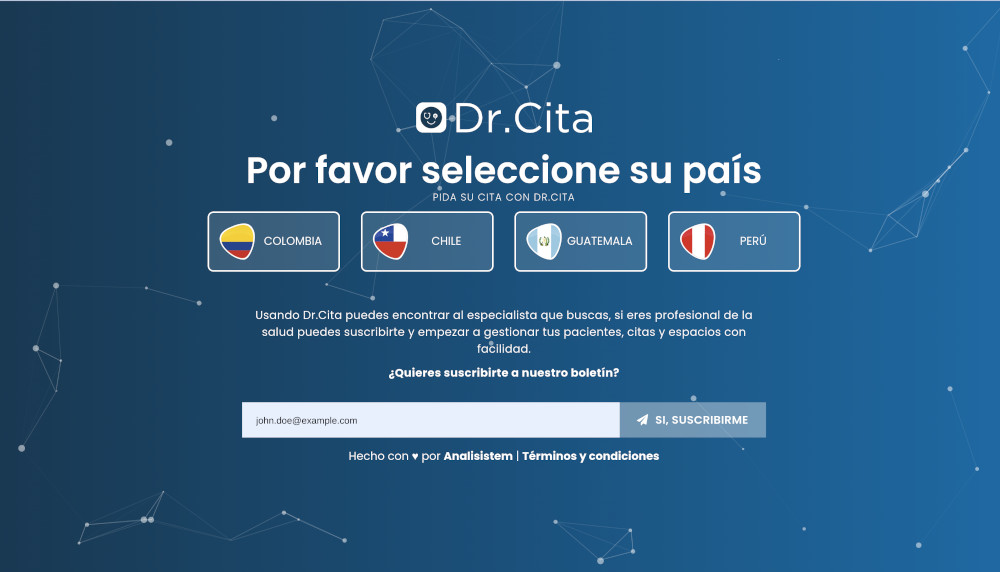 Dr.Cita
Por favor seleccione su país
PIDA SU CITA CON DR.CITA
COLOMBIA
CHILE
GUATEMALA
PERÚ
Usando Dr.Cita puedes encontrar al especialista que buscas, si eres profesional de la
salud puedes suscribirte y empezar a gestionar tus pacientes, citas y espacios con
facilidad.
¿Quieres suscribirte a nuestro boletín?
john.doe@example.com
SI, SUSCRIBIRME
Hecho con ♥ por Analisistem | Términos y condiciones